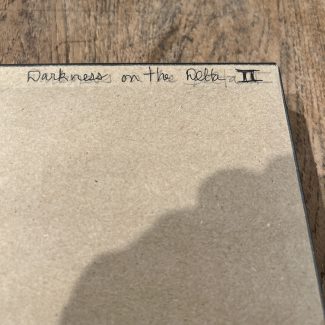 Darkness on the Delta II